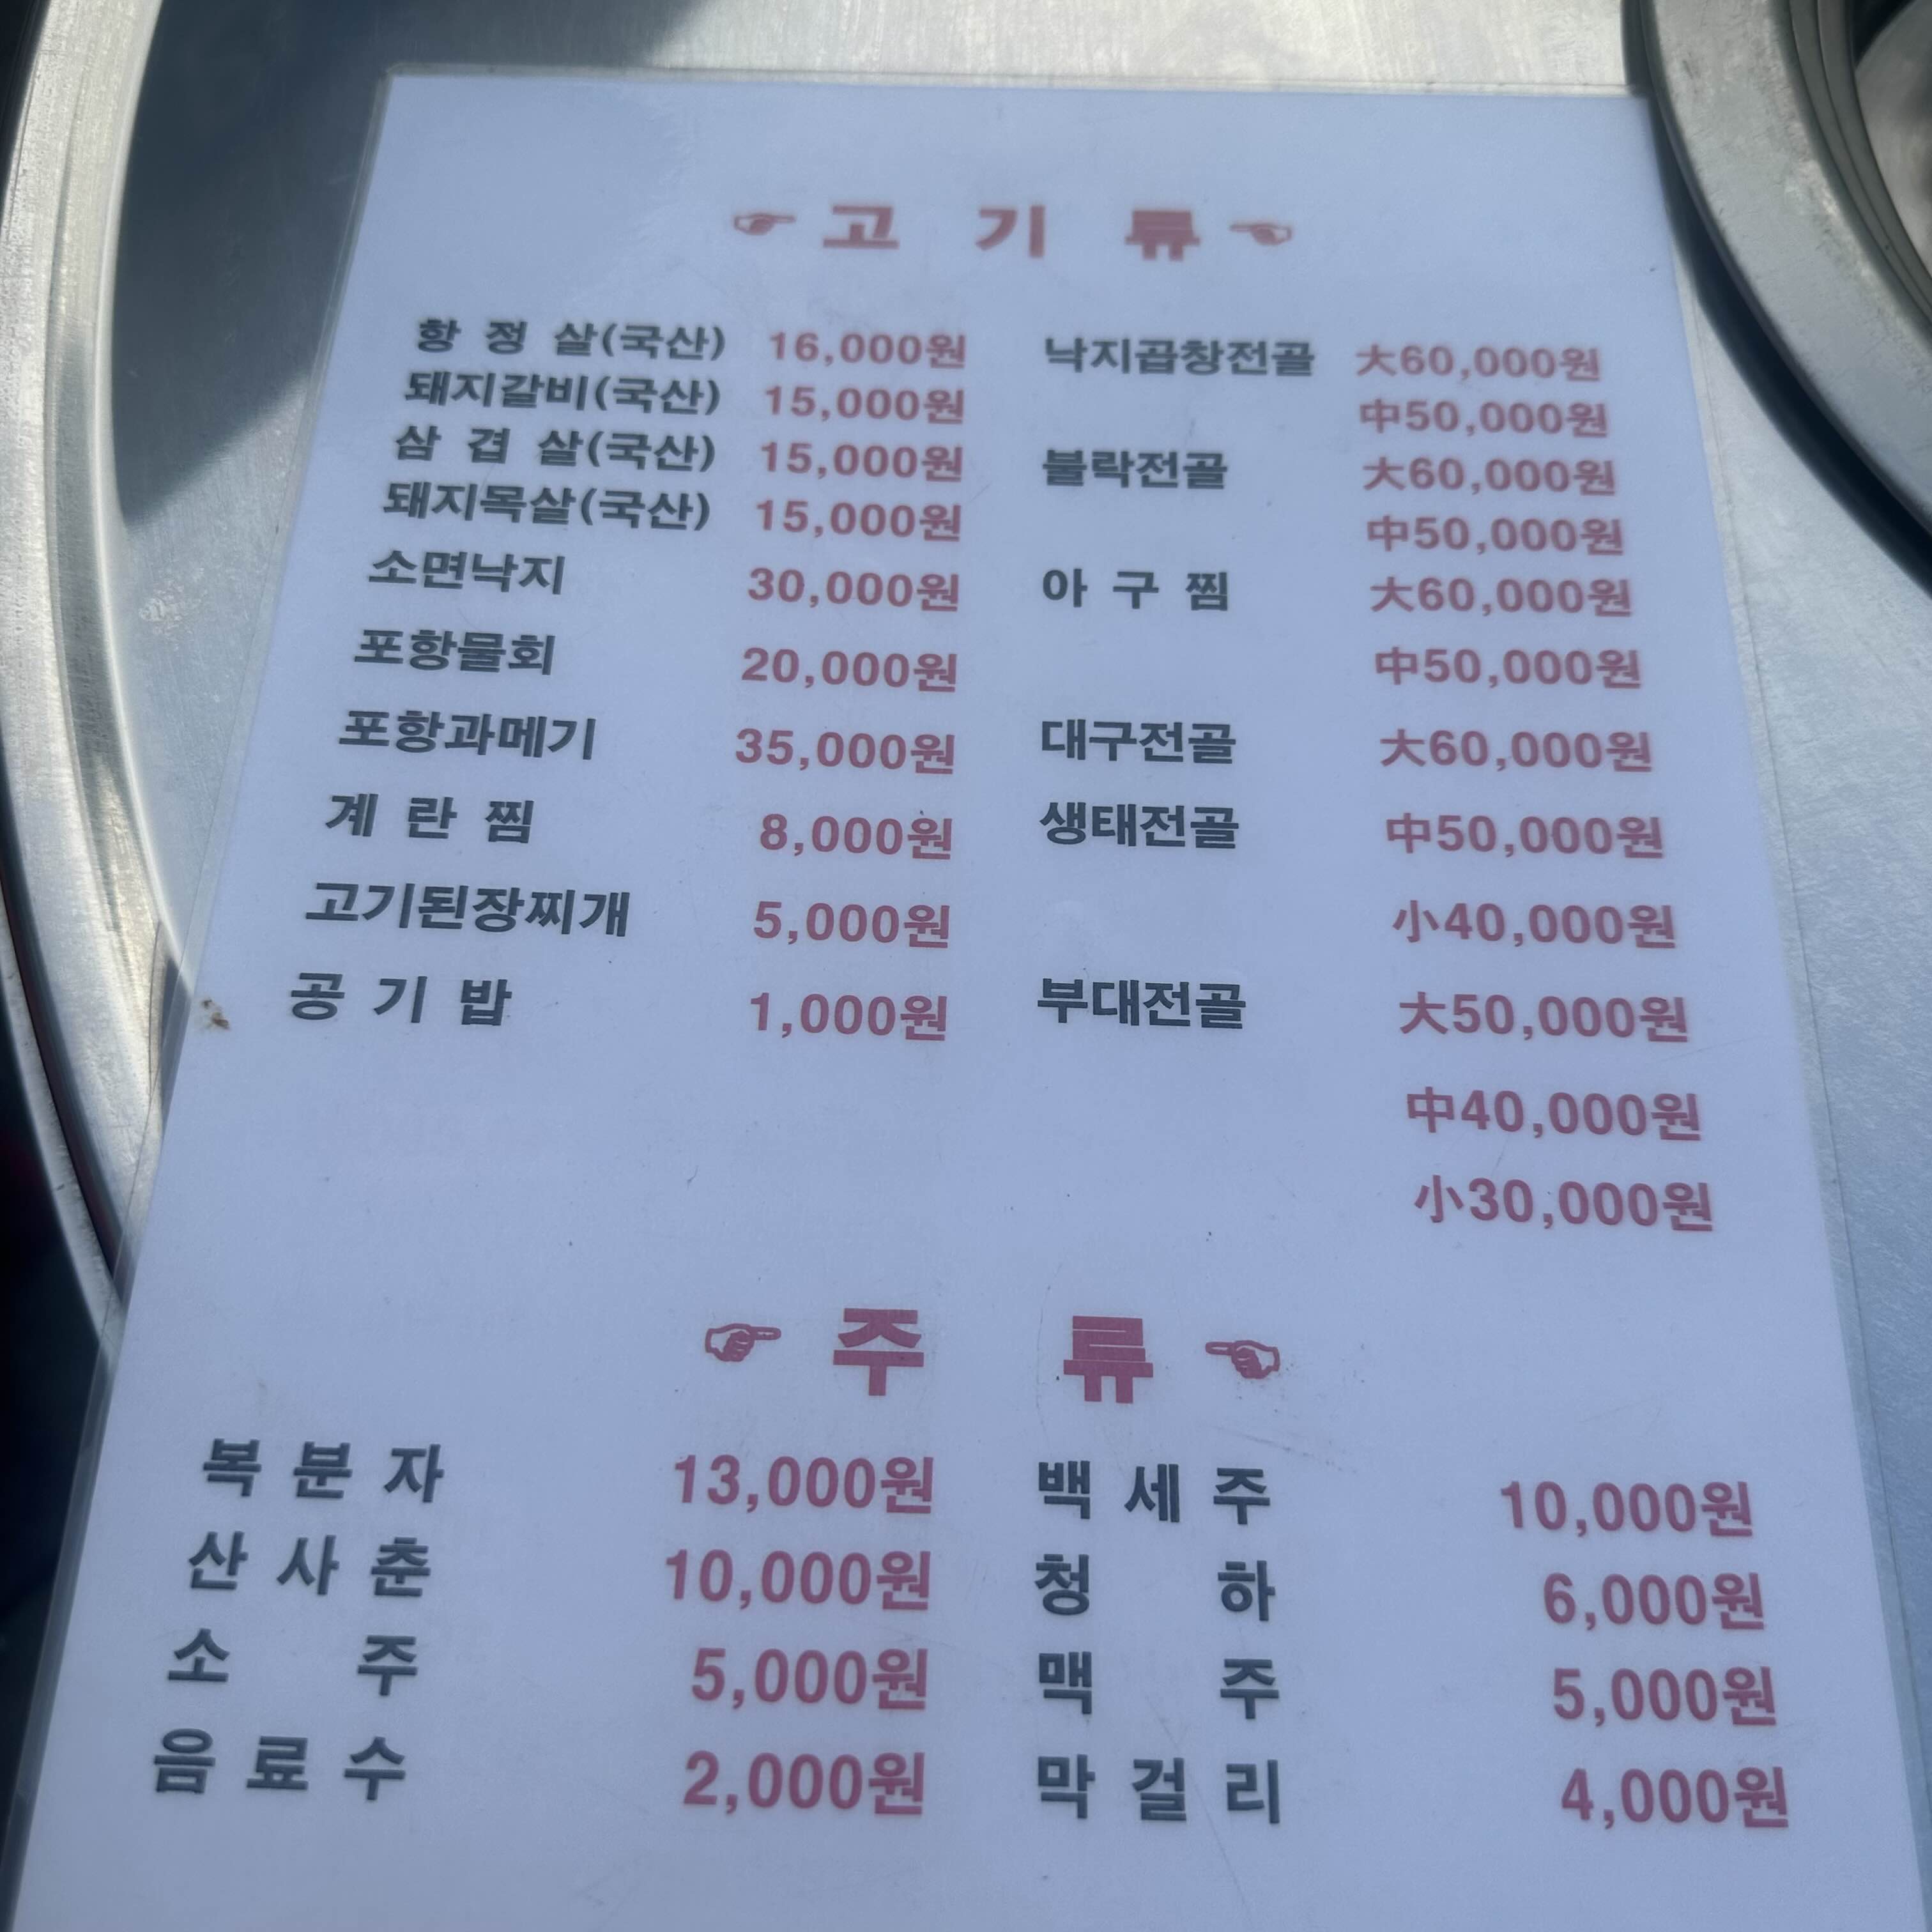 ☞고 기 류☜
항 정 살(국산) 16,000원 낙지곱창전골 大60,000원
돼지갈비(국산) 15,000원 中50,000원
삼 겹 살(국산) 15,000원 불락전골 大60,000원
돼지목살(국산) 15,000원 中50,000원
소면낙지 30,000원 아 구 찜 大60,000원
포항물회 20,000원 中50,000원
포항과메기 35,000원 대구전골 大60,000원
계 란 찜 8,000원 생태전골 中50,000원
고기된장찌개 5,000원 小40,000원
공 기 밥 1,000원 부대전골 大50,000원
中40,000원
小30,000원
☞ 주 류 ☜
복 분 자 13,000원 백 세 주 10,000원
산 사 춘 10,000원 청 하 6,000원
소 주 5,000원 맥 주 5,000원
음 료 수 2,000원 막 걸 리 4,000원